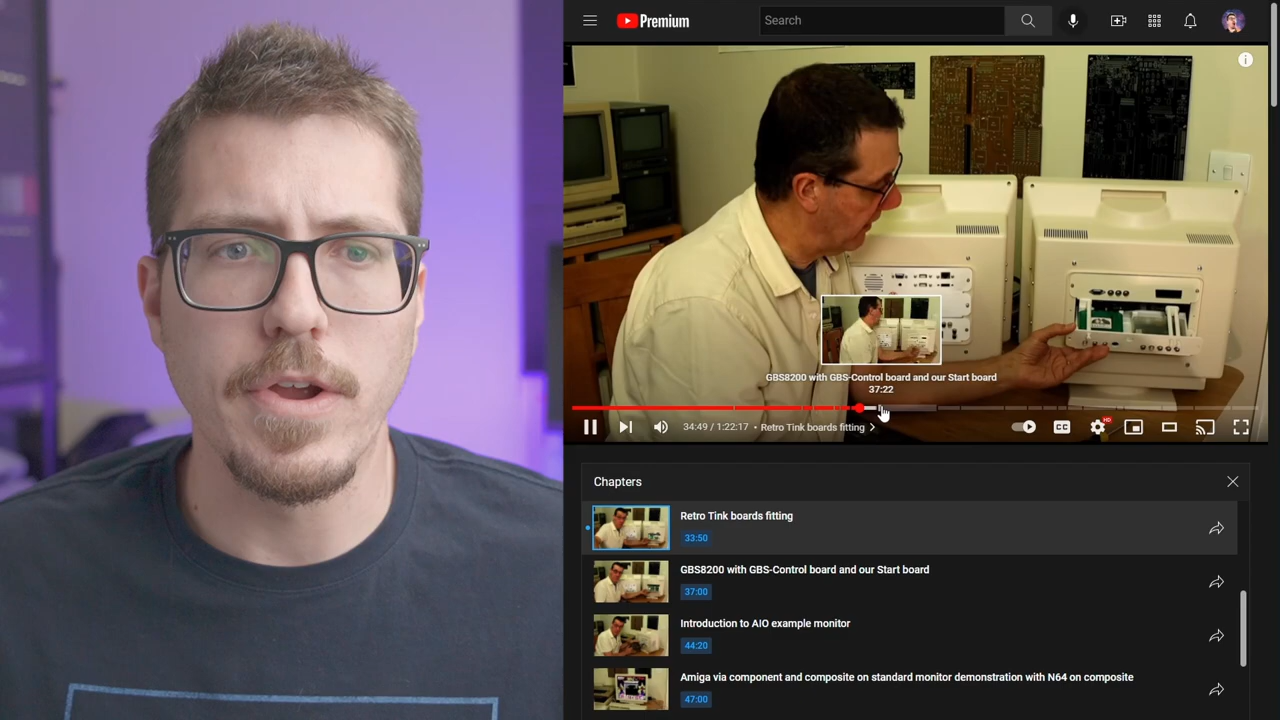 Premium
Search
GBS8200 with GBS-Control board and our Start board
37:22
34:49 / 1:22:17 • Retro Tink boards fitting
CC
HD
Chapters
Retro Tink boards fitting
33:50
GBS8200 with GBS-Control board and our Start board
37:00
Introduction to AIO example monitor
44:20
Amiga via component and composite on standard monitor demonstration with N64 on composite
47:00